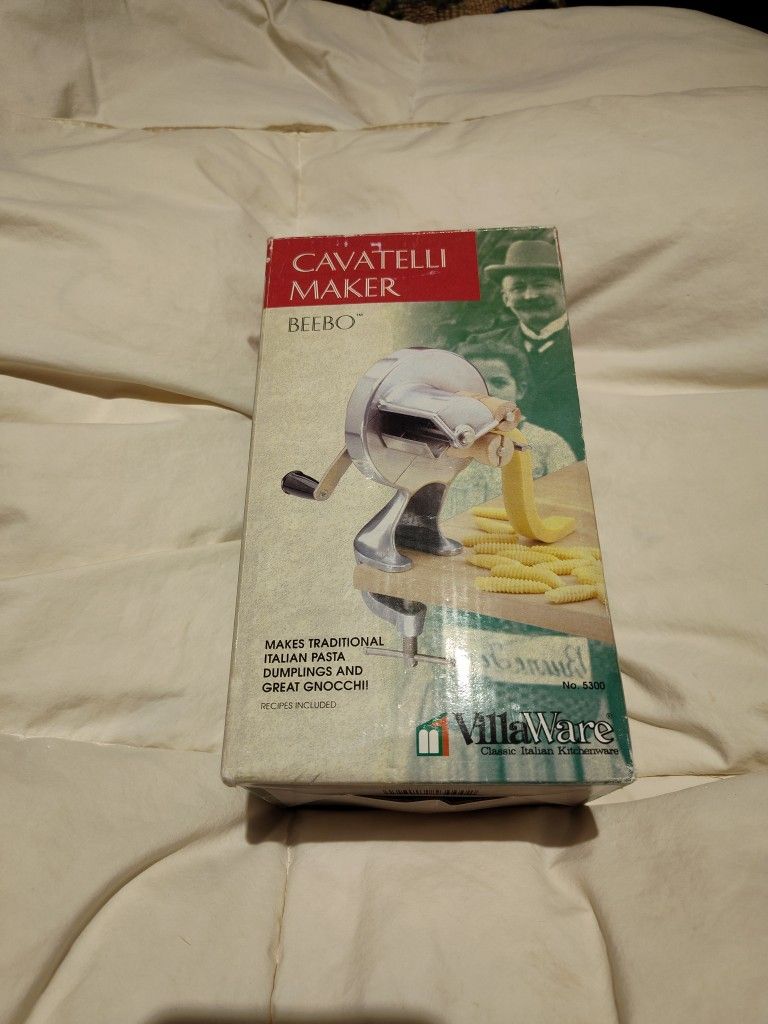 CAVATELLI
MAKER
BEEBO™
MAKES TRADITIONAL
ITALIAN PASTA
DUMPLINGS AND
GREAT GNOCCHI!
RECIPES INCLUDED
No. 5300
VillaWare®
Classic Italian Kitchenware